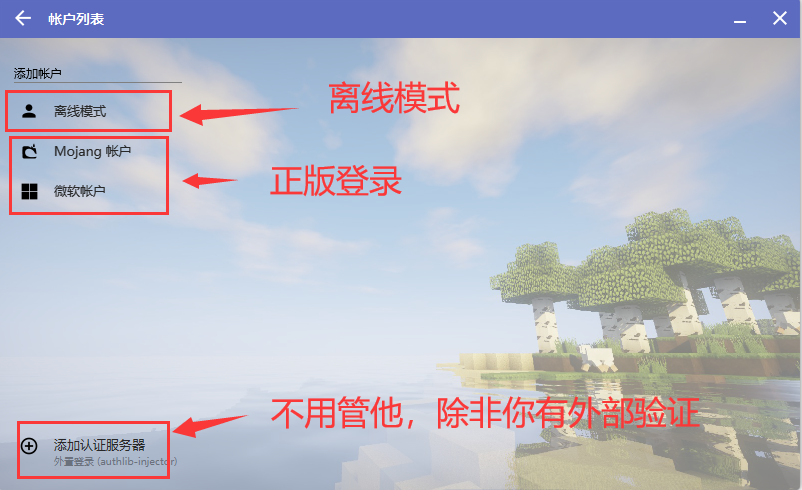 帐户列表
添加帐户
离线模式
离线模式
Mojang 帐户
正版登录
微软帐户
不用管他，除非你有外部验证
添加认证服务器
外置登录 (authlib-injector)